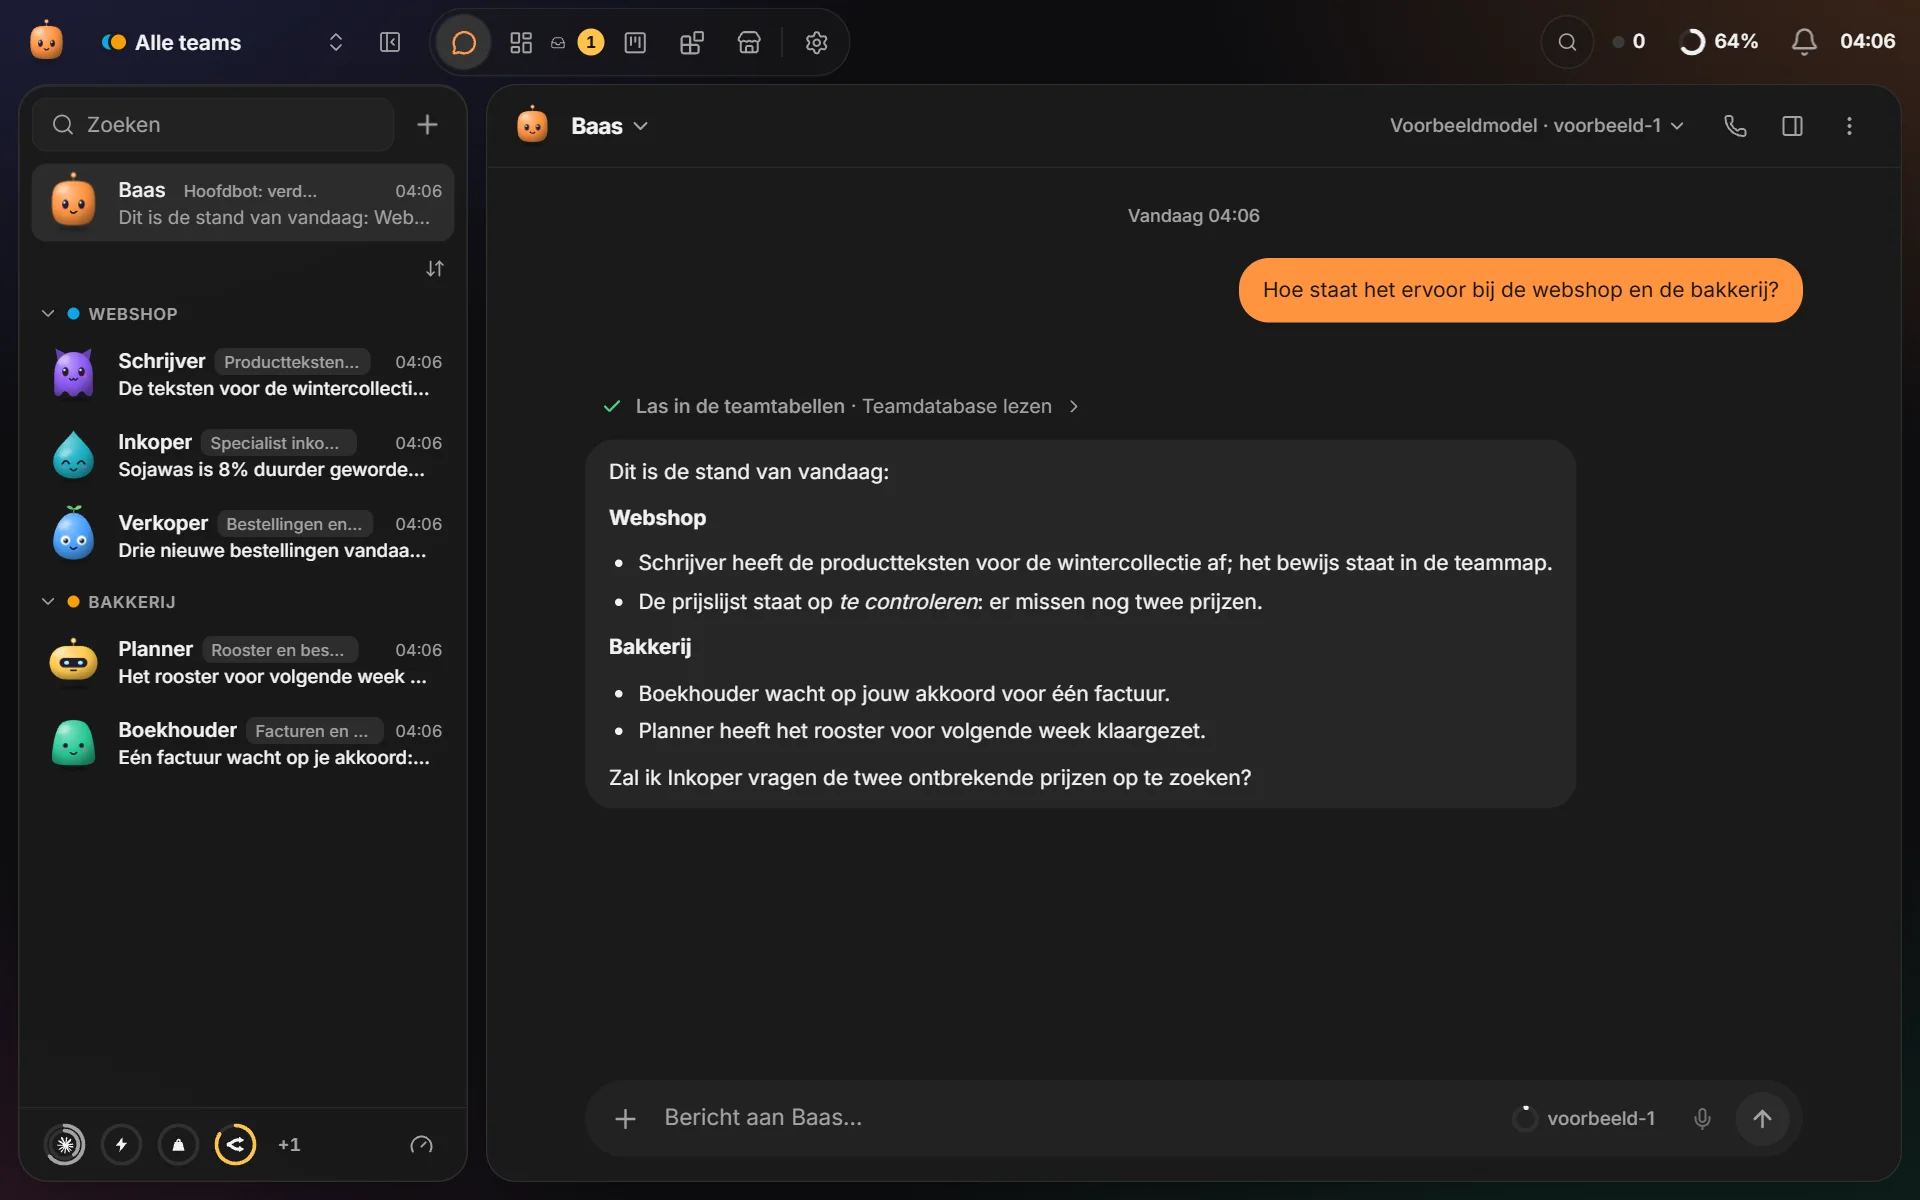 Alle teams
1
0
64%
04:06
Zoeken
Baas Hoofdbot: verd... 04:06
Dit is de stand van vandaag: Web...
WEBSHOP
Schrijver Productteksten... 04:06
De teksten voor de wintercollecti...
Inkoper Specialist inko... 04:06
Sojawas is 8% duurder geworde...
Verkoper Bestellingen en... 04:06
Drie nieuwe bestellingen vandaa...
BAKKERIJ
Planner Rooster en bes... 04:06
Het rooster voor volgende week ...
Boekhouder Facturen en ... 04:06
Eén factuur wacht op je akkoord:...
+1
Baas
Voorbeeldmodel · voorbeeld-1
Vandaag 04:06
Hoe staat het ervoor bij de webshop en de bakkerij?
Las in de teamtabellen · Teamdatabase lezen
Dit is de stand van vandaag:
Webshop
• Schrijver heeft de productteksten voor de wintercollectie af; het bewijs staat in de teammap.
• De prijslijst staat op te controleren: er missen nog twee prijzen.
Bakkerij
• Boekhouder wacht op jouw akkoord voor één factuur.
• Planner heeft het rooster voor volgende week klaargezet.
Zal ik Inkoper vragen de twee ontbrekende prijzen op te zoeken?
Bericht aan Baas...
voorbeeld-1